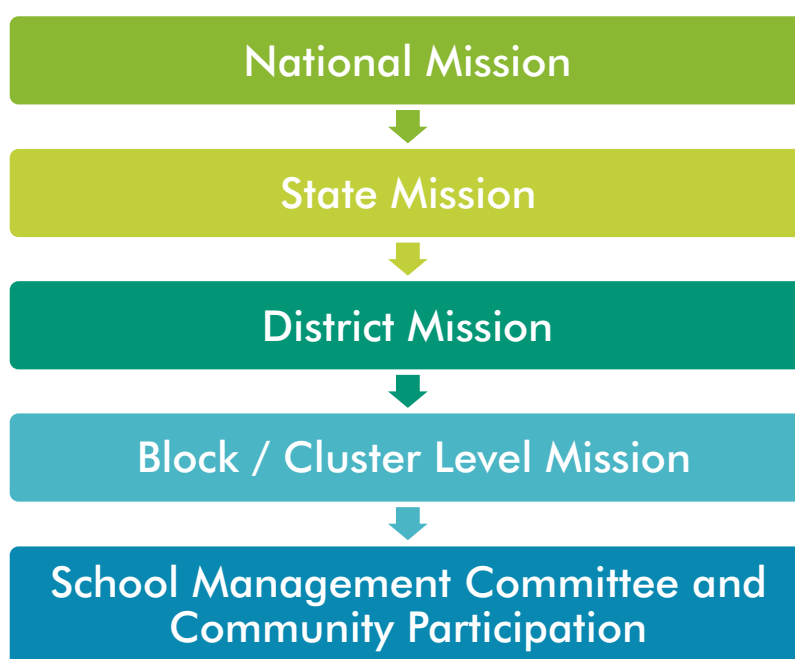 National Mission
State Mission
District Mission
Block / Cluster Level Mission
School Management Committee and
Community Participation